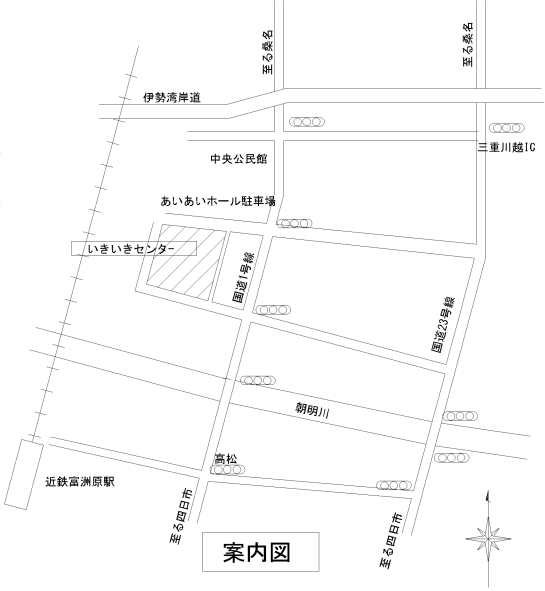 至る桑名
至る桑名
伊勢湾岸道
三重川越IC
中央公民館
あいあいホール駐車場
いきいきセンター
国道1号線
国道23号線
朝明川
高松
近鉄富洲原駅
至る四日市
至る四日市
案内図